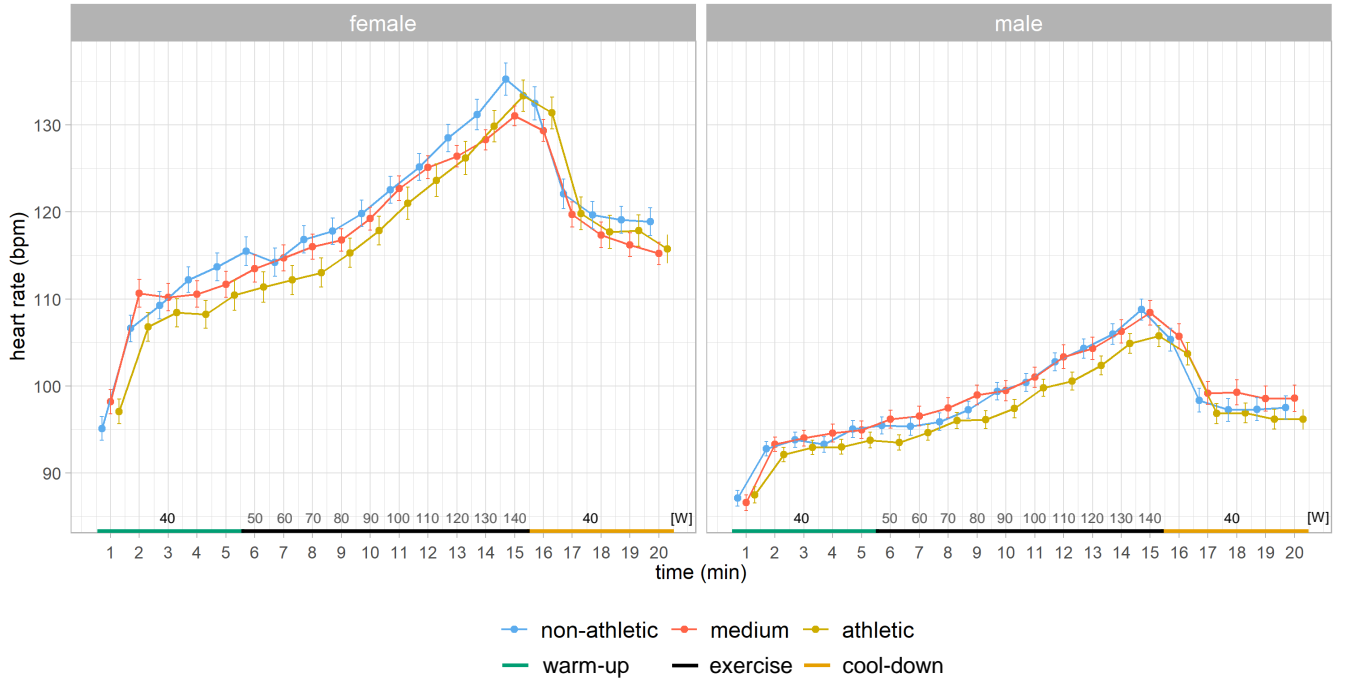 female male
heart rate (bpm)
130
120
110
100
90
40 50 60 70 80 90 100 110 120 130 140 40 [W] 40 50 60 70 80 90 100 110 120 130 140 40 [W]
1 2 3 4 5 6 7 8 9 10 11 12 13 14 15 16 17 18 19 20 1 2 3 4 5 6 7 8 9 10 11 12 13 14 15 16 17 18 19 20
time (min)
non-athletic medium athletic
warm-up exercise cool-down